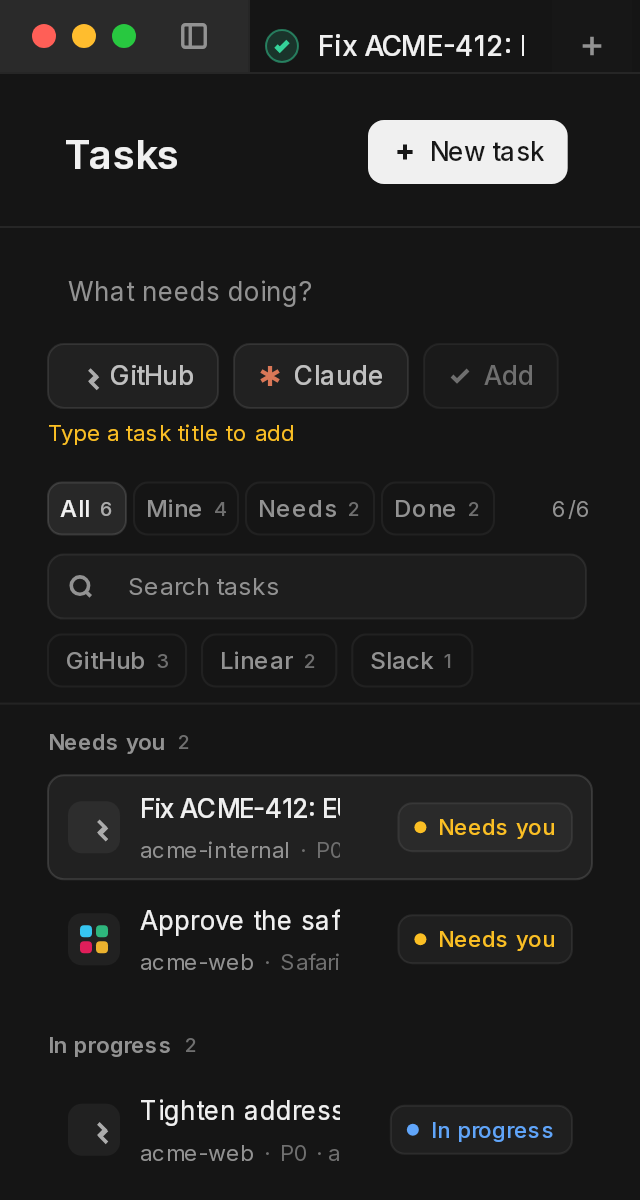 Fix ACME-412:
Tasks
+ New task
What needs doing?
GitHub
Claude
Add
Type a task title to add
All 6
Mine 4
Needs 2
Done 2
6/6
Search tasks
GitHub 3
Linear 2
Slack 1
Needs you 2
Fix ACME-412: EU
Needs you
acme-internal · P0
Approve the saf
Needs you
acme-web · Safari
In progress 2
Tighten address
In progress
acme-web · P0 · a